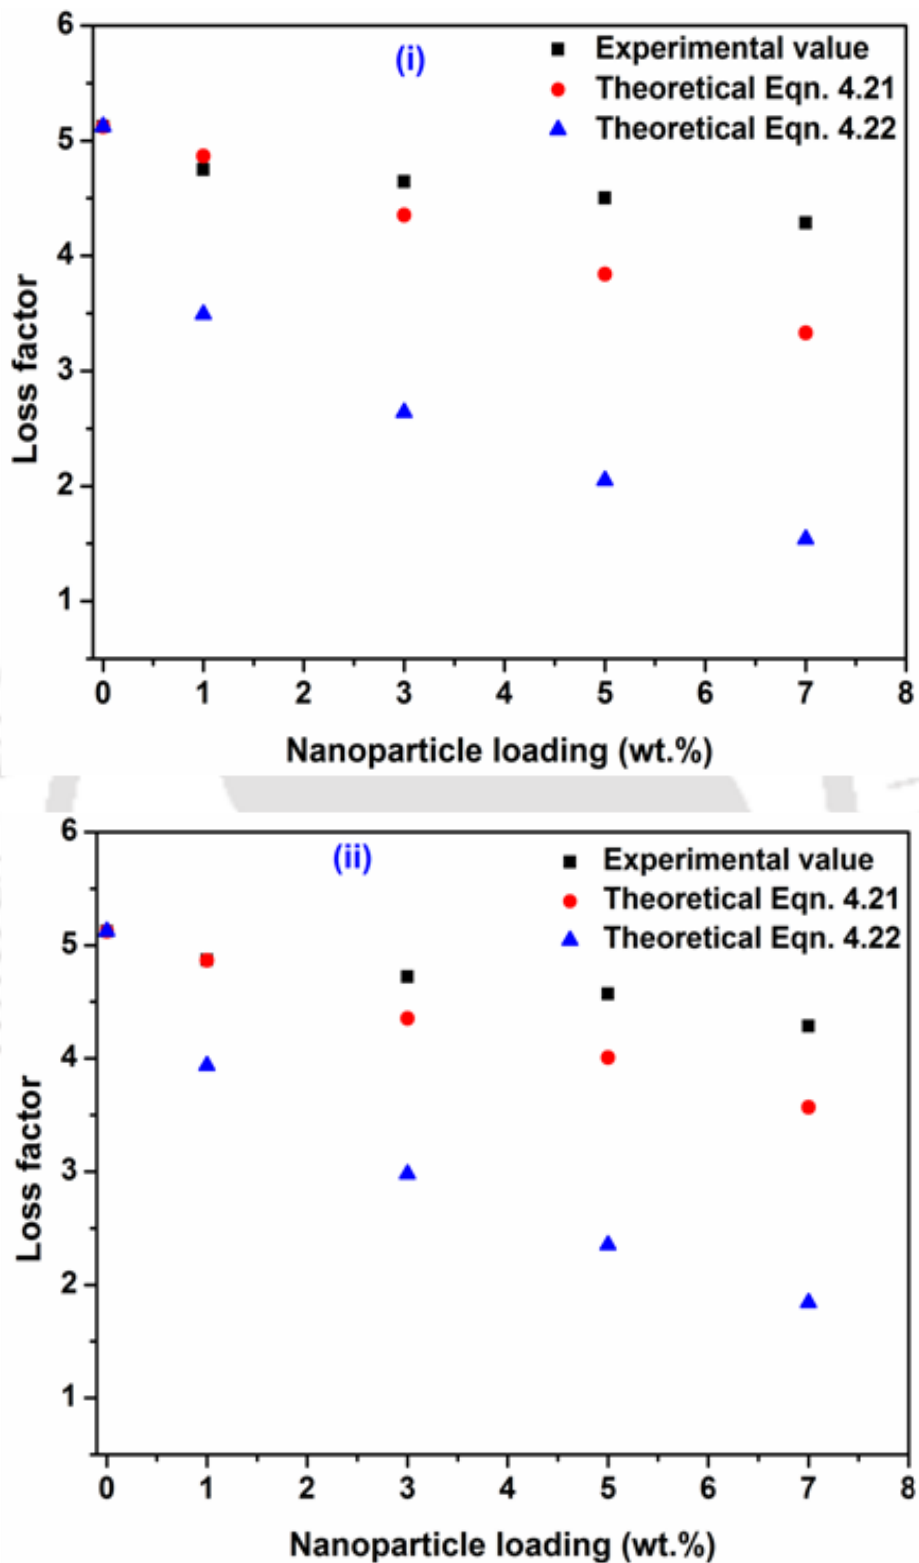 6
(i)
Experimental value
Theoretical Eqn. 4.21
Theoretical Eqn. 4.22
5
4
3
2
1
Loss factor
0 1 2 3 4 5 6 7 8
Nanoparticle loading (wt.%)
6
(ii)
Experimental value
Theoretical Eqn. 4.21
Theoretical Eqn. 4.22
5
4
3
2
1
Loss factor
0 1 2 3 4 5 6 7 8
Nanoparticle loading (wt.%)